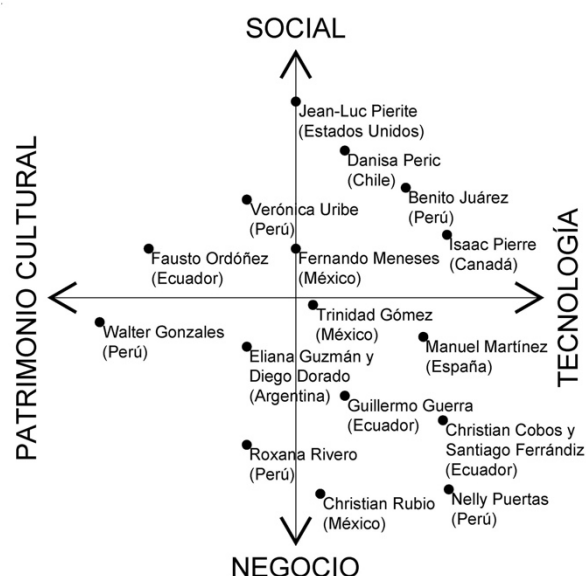 SOCIAL
Jean-Luc Pierite
(Estados Unidos)
Danisa Peric
(Chile)
Benito Juárez
(Perú)
Verónica Uribe
(Perú)
Isaac Pierre
(Canadá)
Fausto Ordóñez
(Ecuador)
Fernando Meneses
(México)
PATRIMONIO CULTURAL
TECNOLOGÍA
Trinidad Gómez
(México)
Walter Gonzales
(Perú)
Manuel Martínez
(España)
Eliana Guzmán y
Diego Dorado
(Argentina)
Guillermo Guerra
(Ecuador)
Christian Cobos y
Santiago Ferrándiz
(Ecuador)
Roxana Rivero
(Perú)
Christian Rubio
(México)
Nelly Puertas
(Perú)
NEGOCIO